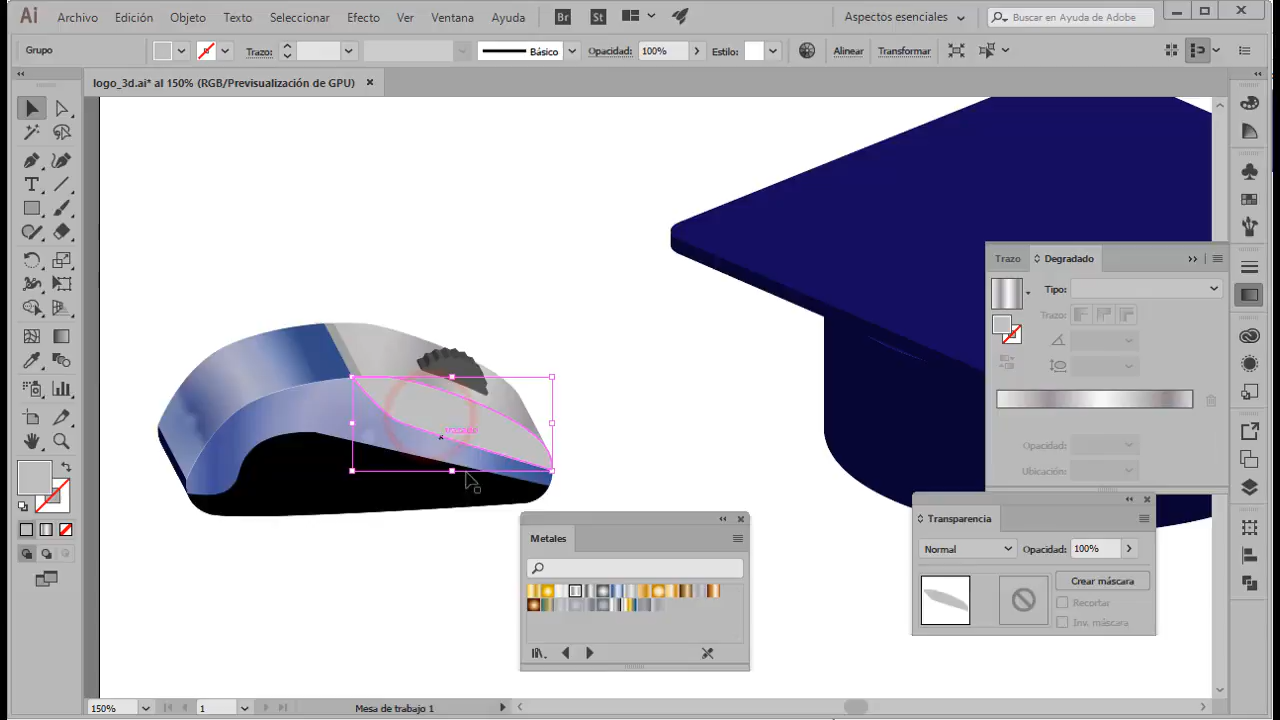 Ai Archivo Edición Objeto Texto Seleccionar Efecto Ver Ventana Ayuda Br St Aspectos esenciales Buscar en Ayuda de Adobe
Grupo Trazo: Básico Opacidad: 100% Estilo: Alinear Transformar
logo_3d.ai* al 150% (RGB/Previsualización de GPU)
Trazo Degradado
Tipo:
Trazo:
Opacidad:
Ubicación:
Transparencia
Normal Opacidad: 100%
Crear máscara
Recortar
Inv. máscara
Metales
150% 1 Mesa de trabajo 1